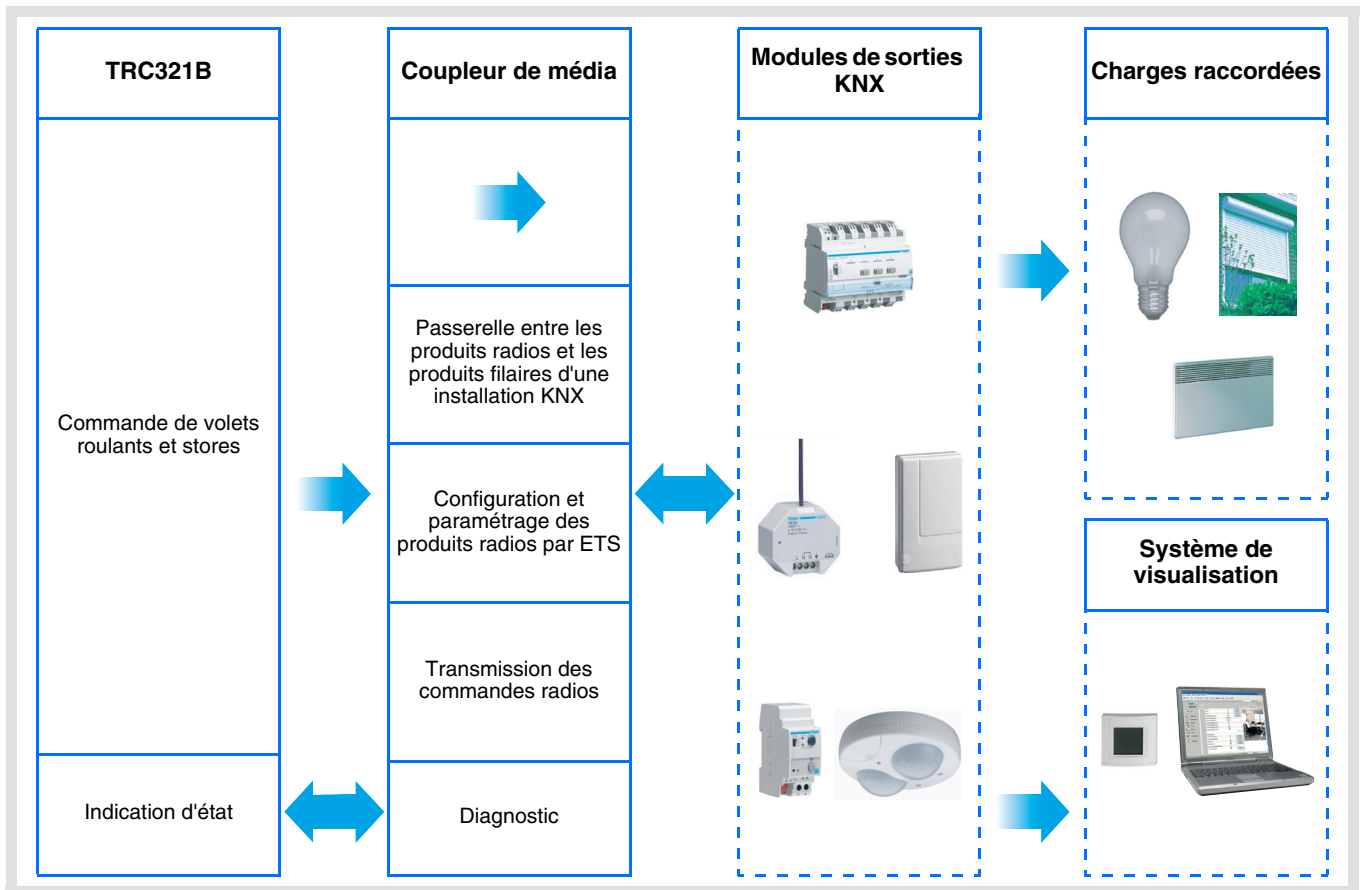 TRC321B
Commande de volets
roulants et stores
Indication d'état
Coupleur de média
Passerelle entre les
produits radios et les
produits filaires d'une
installation KNX
Configuration et
paramétrage des
produits radios par ETS
Transmission des
commandes radios
Diagnostic
Modules de sorties
KNX
Charges raccordées
Système de
visualisation